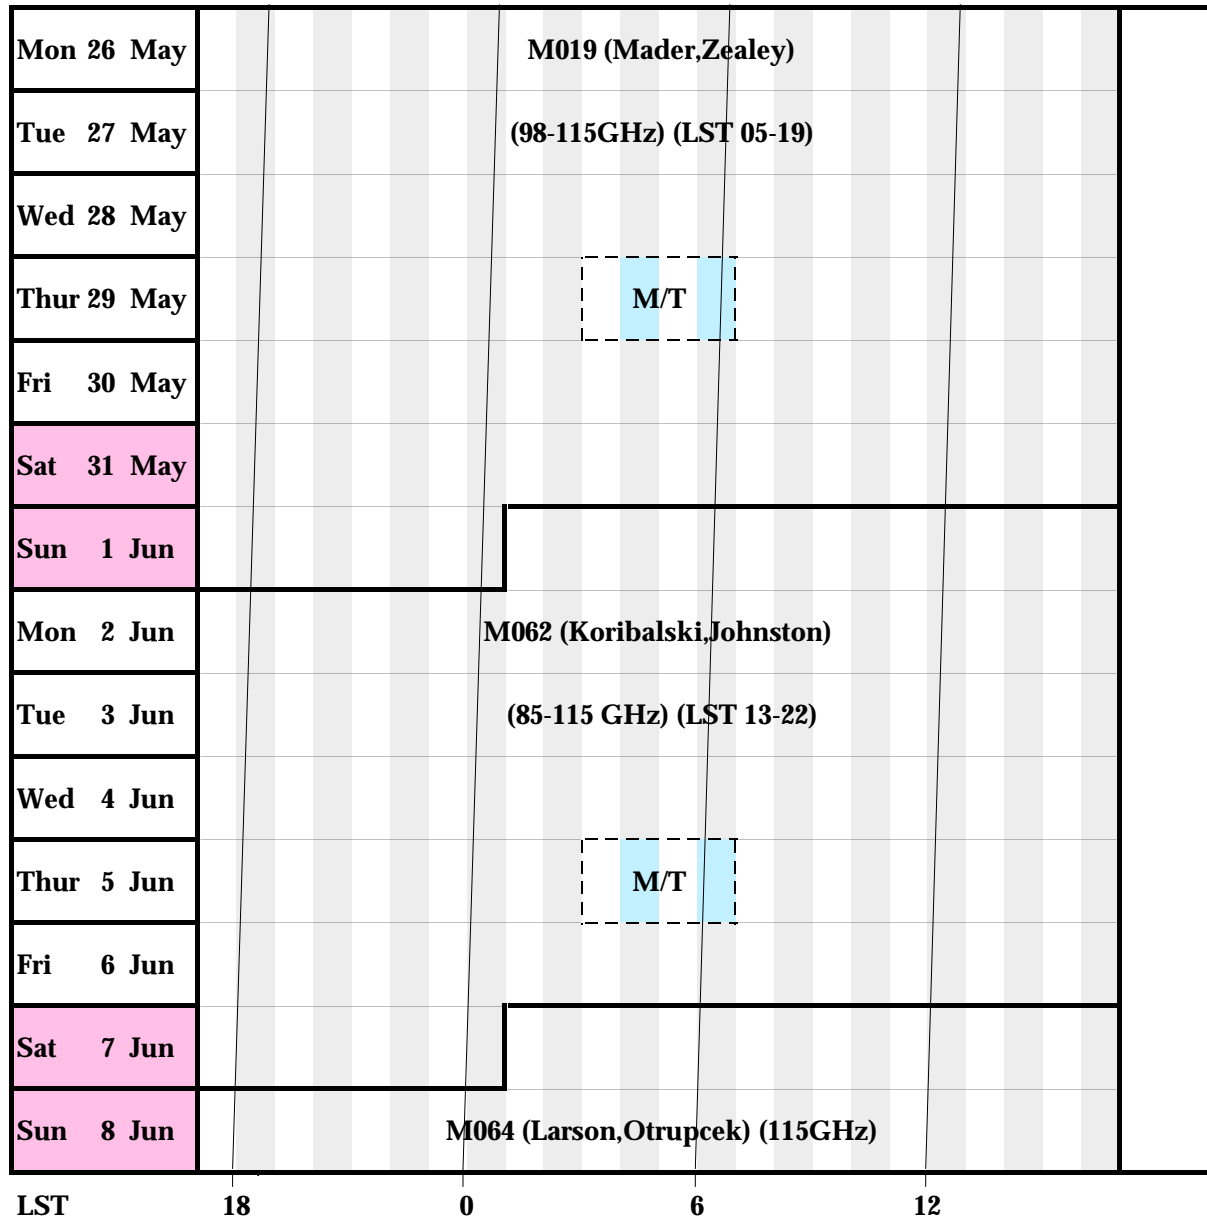 Mon 26 May
M019 (Mader,Zealey)
Tue 27 May
(98-115GHz) (LST 05-19)
Wed 28 May
Thur 29 May
M/T
Fri 30 May
Sat 31 May
Sun 1 Jun
Mon 2 Jun
M062 (Koribalski,Johnston)
Tue 3 Jun
(85-115 GHz) (LST 13-22)
Wed 4 Jun
Thur 5 Jun
M/T
Fri 6 Jun
Sat 7 Jun
Sun 8 Jun
M064 (Larson,Otrupcek) (115GHz)
LST 18 0 6 12